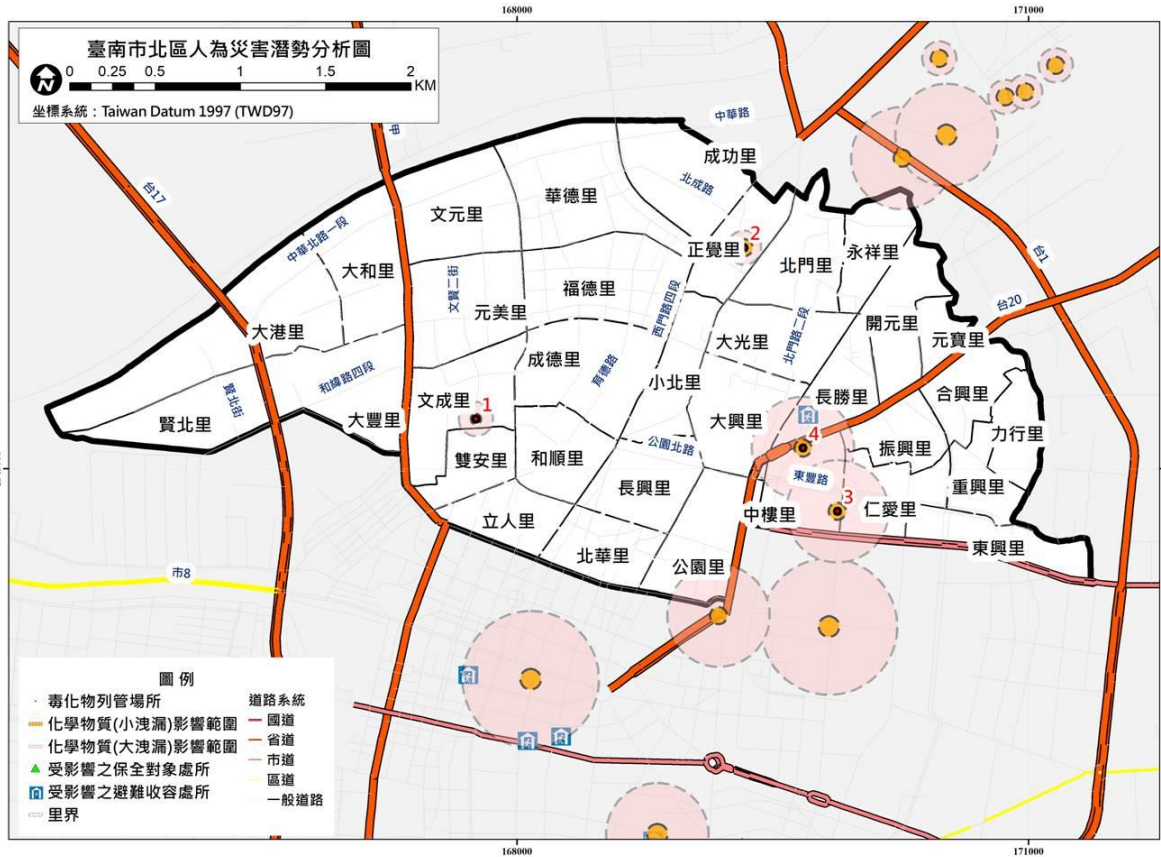 168000
171000
臺南市北區人為災害潛勢分析圖
0 0.25 0.5 1 1.5 2
KM
N
坐標系統：Taiwan Datum 1997 (TWD97)
甲
中華路
成功里
北成路
台17
華德里
文元里
中華北路一段
正覺里
2
永祥里
北門里
台1
大和里
文賢二街
福德里
西門路四段
元美里
台20
北門路二段
開元里
大港里
大光里
元寶里
成德里
育德路
和緯路四段
小北里
賢北街
長勝里
合興里
文成里
1
賢北里
大豐里
大興里
4
力行里
公園北路
振興里
雙安里
和順里
東豐路
長興里
重興里
3
仁愛里
中樓里
立人里
東興里
北華里
公園里
市8
圖例
毒化物列管場所
化學物質(小洩漏)影響範圍
化學物質(大洩漏)影響範圍
受影響之保全對象處所
受影響之避難收容處所
里界
道路系統
國道
省道
市道
區道
一般道路
168000
171000